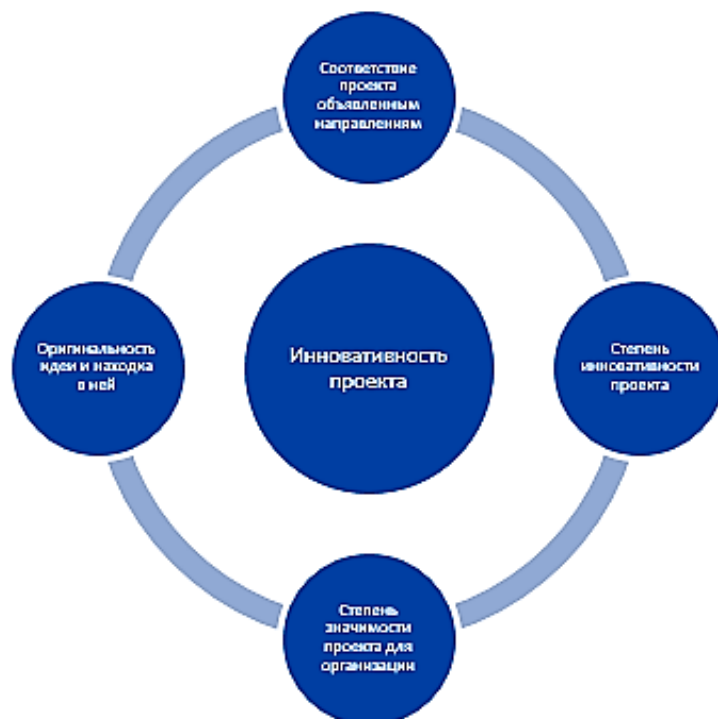 Соответствие
проекта
объявленным
направлениям
Оригинальность
идеи и находка
в ней
Инновативность
проекта
Степень
инновативности
проекта
Степень
значимости
проекта для
организации